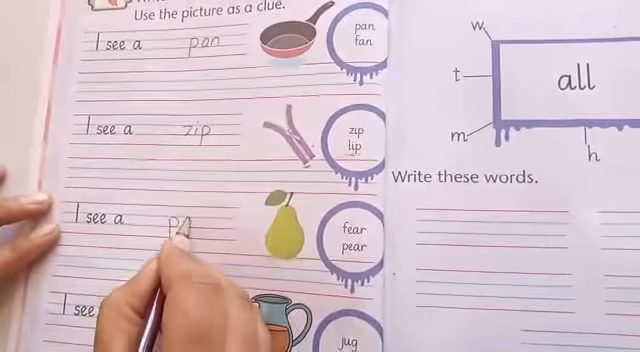 Use the picture as a clue.
I see a pan
pan
fan
I see a zip
zip
lip
I see a
fear
pear
I see
jug
w
t
all
m
h
Write these words.